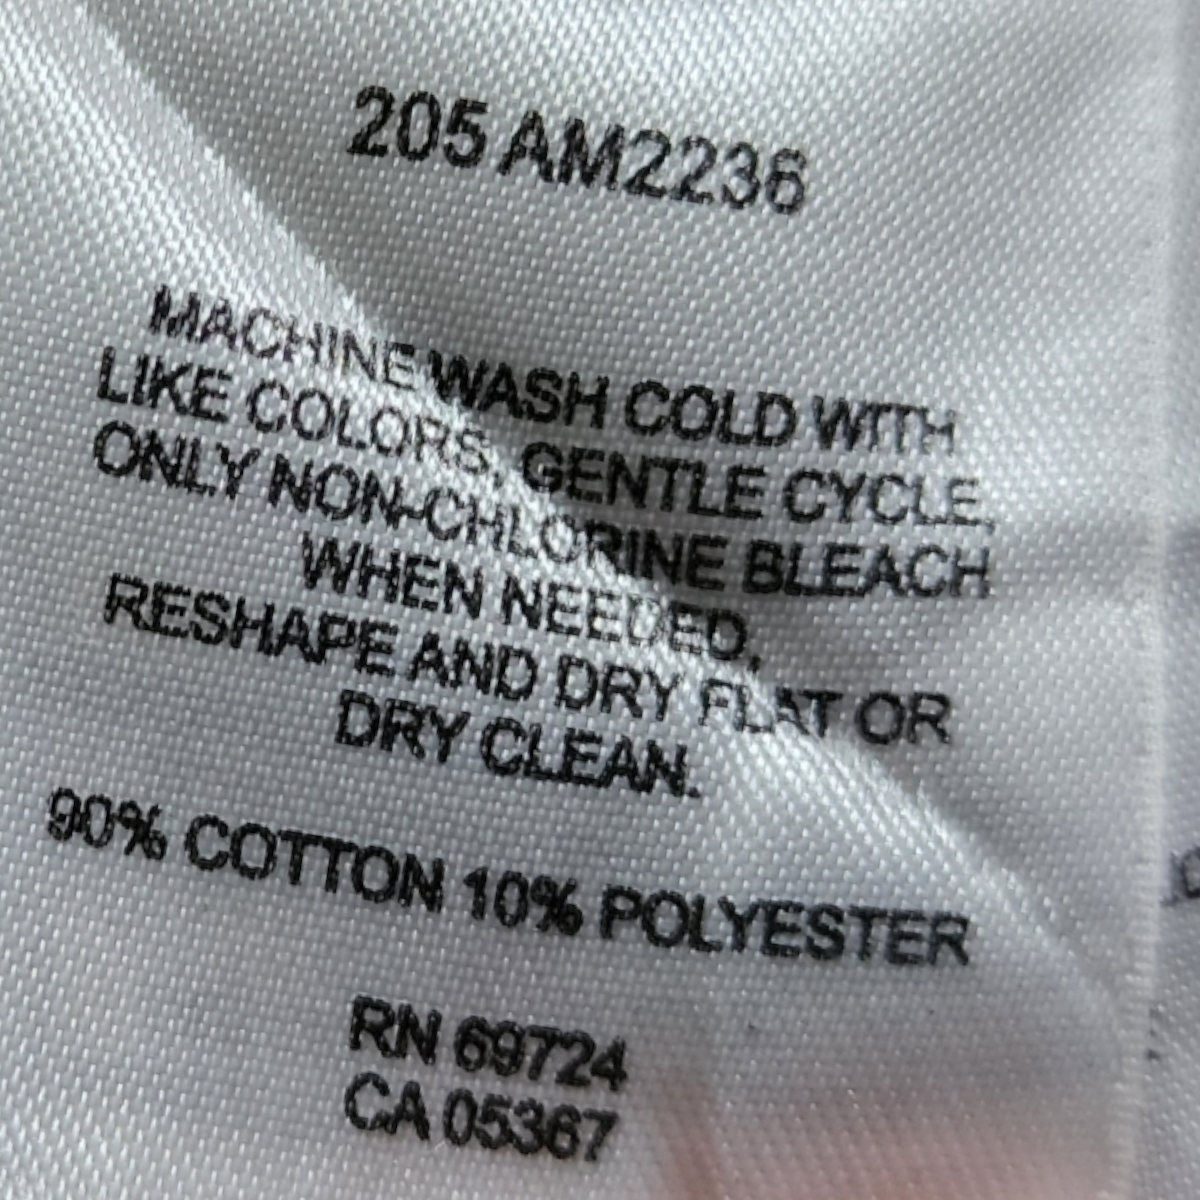 205 AM2236
MACHINE WASH COLD WITH
LIKE COLORS, GENTLE CYCLE,
ONLY NON-CHLORINE BLEACH
WHEN NEEDED,
RESHAPE AND DRY FLAT OR
DRY CLEAN.
90% COTTON 10% POLYESTER
RN 69724
CA 05367